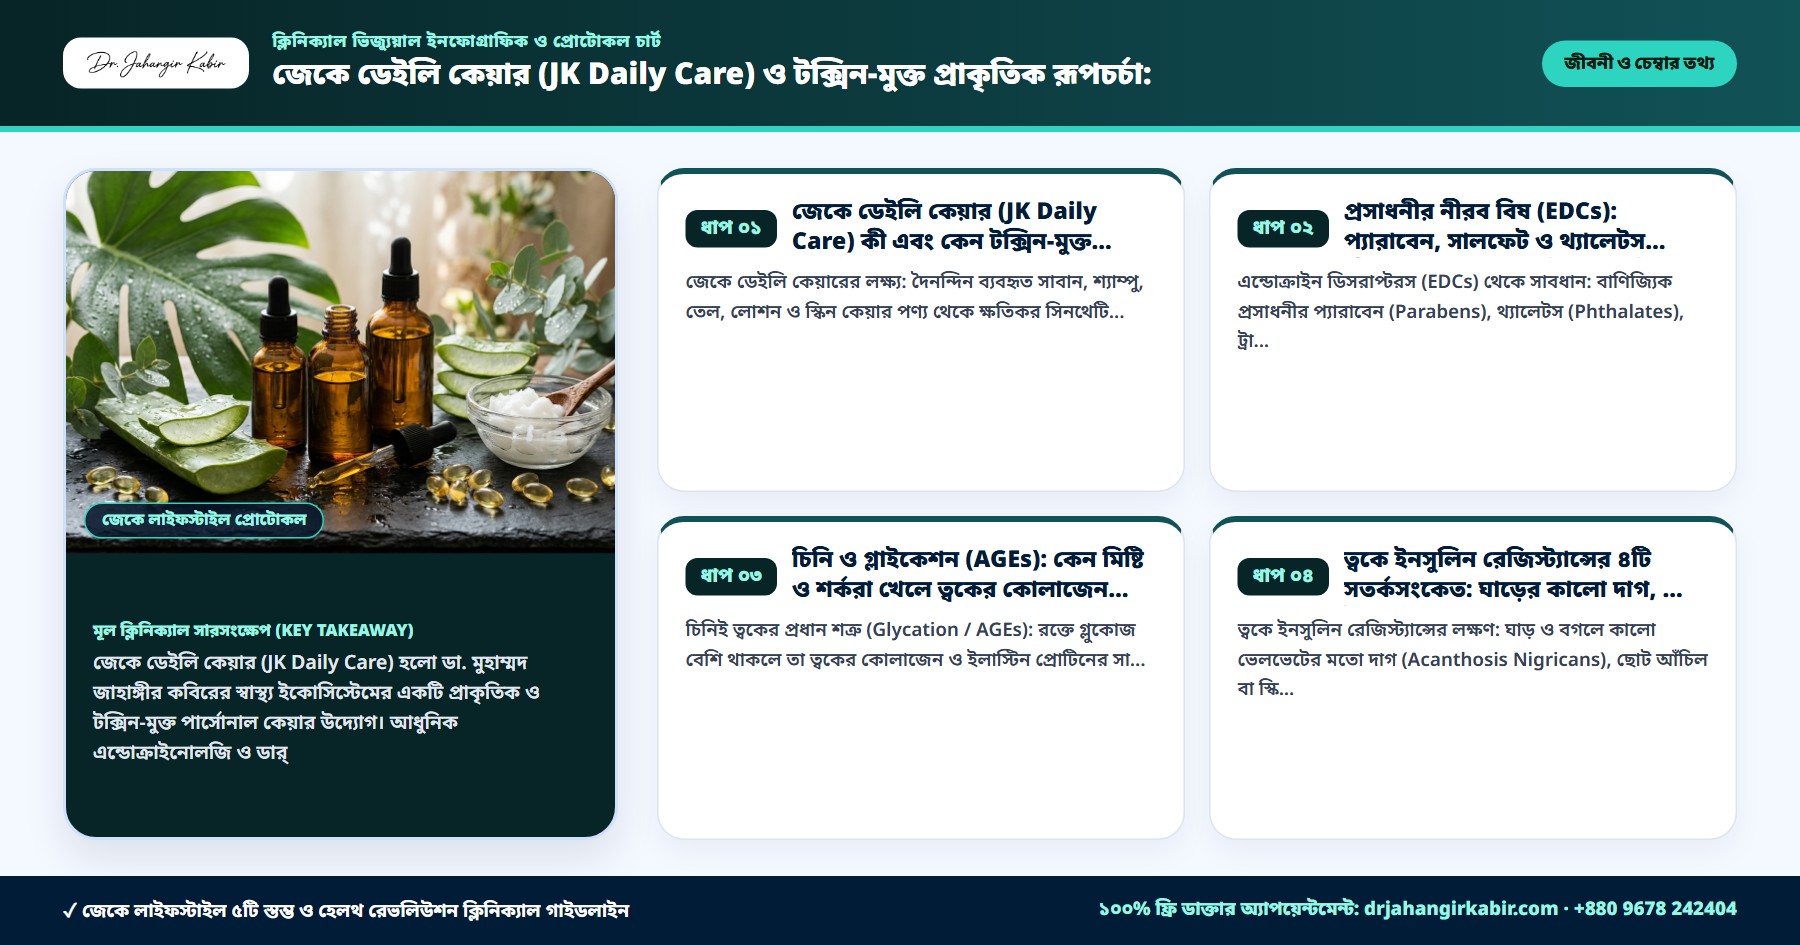 Dr. Jahangir Kabir
ক্লিনিক্যাল ভিজ্যুয়াল ইনফোগ্রাফিক ও প্রোটোকল চার্ট
জেকে ডেইলি কেয়ার (JK Daily Care) ও টক্সিন-মুক্ত প্রাকৃতিক রূপচর্চা:
জীবনী ও চেম্বার তথ্য
জেকে লাইফস্টাইল প্রোটোকল
মূল ক্লিনিক্যাল সারসংক্ষেপ (KEY TAKEAWAY)
জেকে ডেইলি কেয়ার (JK Daily Care) হলো ডা. মুহাম্মদ
জাহাঙ্গীর কবিরের স্বাস্থ্য ইকোসিস্টেমের একটি প্রাকৃতিক ও
টক্সিন-মুক্ত পার্সোনাল কেয়ার উদ্যোগ। আধুনিক
এন্ডোক্রাইনোলজি ও ডার্
ধাপ ০১
জেকে ডেইলি কেয়ার (JK Daily
Care) কী এবং কেন টক্সিন-মুক্ত...
জেকে ডেইলি কেয়ারের লক্ষ্য: দৈনন্দিন ব্যবহৃত সাবান, শ্যাম্পু,
তেল, লোশন ও স্কিন কেয়ার পণ্য থেকে ক্ষতিকর সিনথেটি...
ধাপ ০২
প্রসাধনীর নীরব বিষ (EDCs):
প্যারাবেন, সালফেট ও থ্যালেটস...
এন্ডোক্রাইন ডিসরাপ্টরস (EDCs) থেকে সাবধান: বাণিজ্যিক
প্রসাধনীর প্যারাবেন (Parabens), থ্যালেটস (Phthalates),
ট্রা...
ধাপ ০৩
চিনি ও গ্লাইকেশন (AGEs): কেন মিষ্টি
ও শর্করা খেলে ত্বকের কোলাজেন...
চিনিই ত্বকের প্রধান শত্রু (Glycation / AGEs): রক্তে গ্লুকোজ
বেশি থাকলে তা ত্বকের কোলাজেন ও ইলাস্টিন প্রোটিনের সা...
ধাপ ০৪
ত্বকে ইনসুলিন রেজিস্ট্যান্সের ৪টি
সতর্কসংকেত: ঘাড়ের কালো দাগ, ...
ত্বকে ইনসুলিন রেজিস্ট্যান্সের লক্ষণ: ঘাড় ও বগলে কালো
ভেলভেটের মতো দাগ (Acanthosis Nigricans), ছোট আঁচিল
বা স্কি...
✓ জেকে লাইফস্টাইল ৫টি স্তম্ভ ও হেলথ রেভলিউশন ক্লিনিক্যাল গাইডলাইন
১০০% ফ্রি ডাক্তার অ্যাপয়েন্টমেন্ট: drjahangirkabir.com · +880 9678 242404